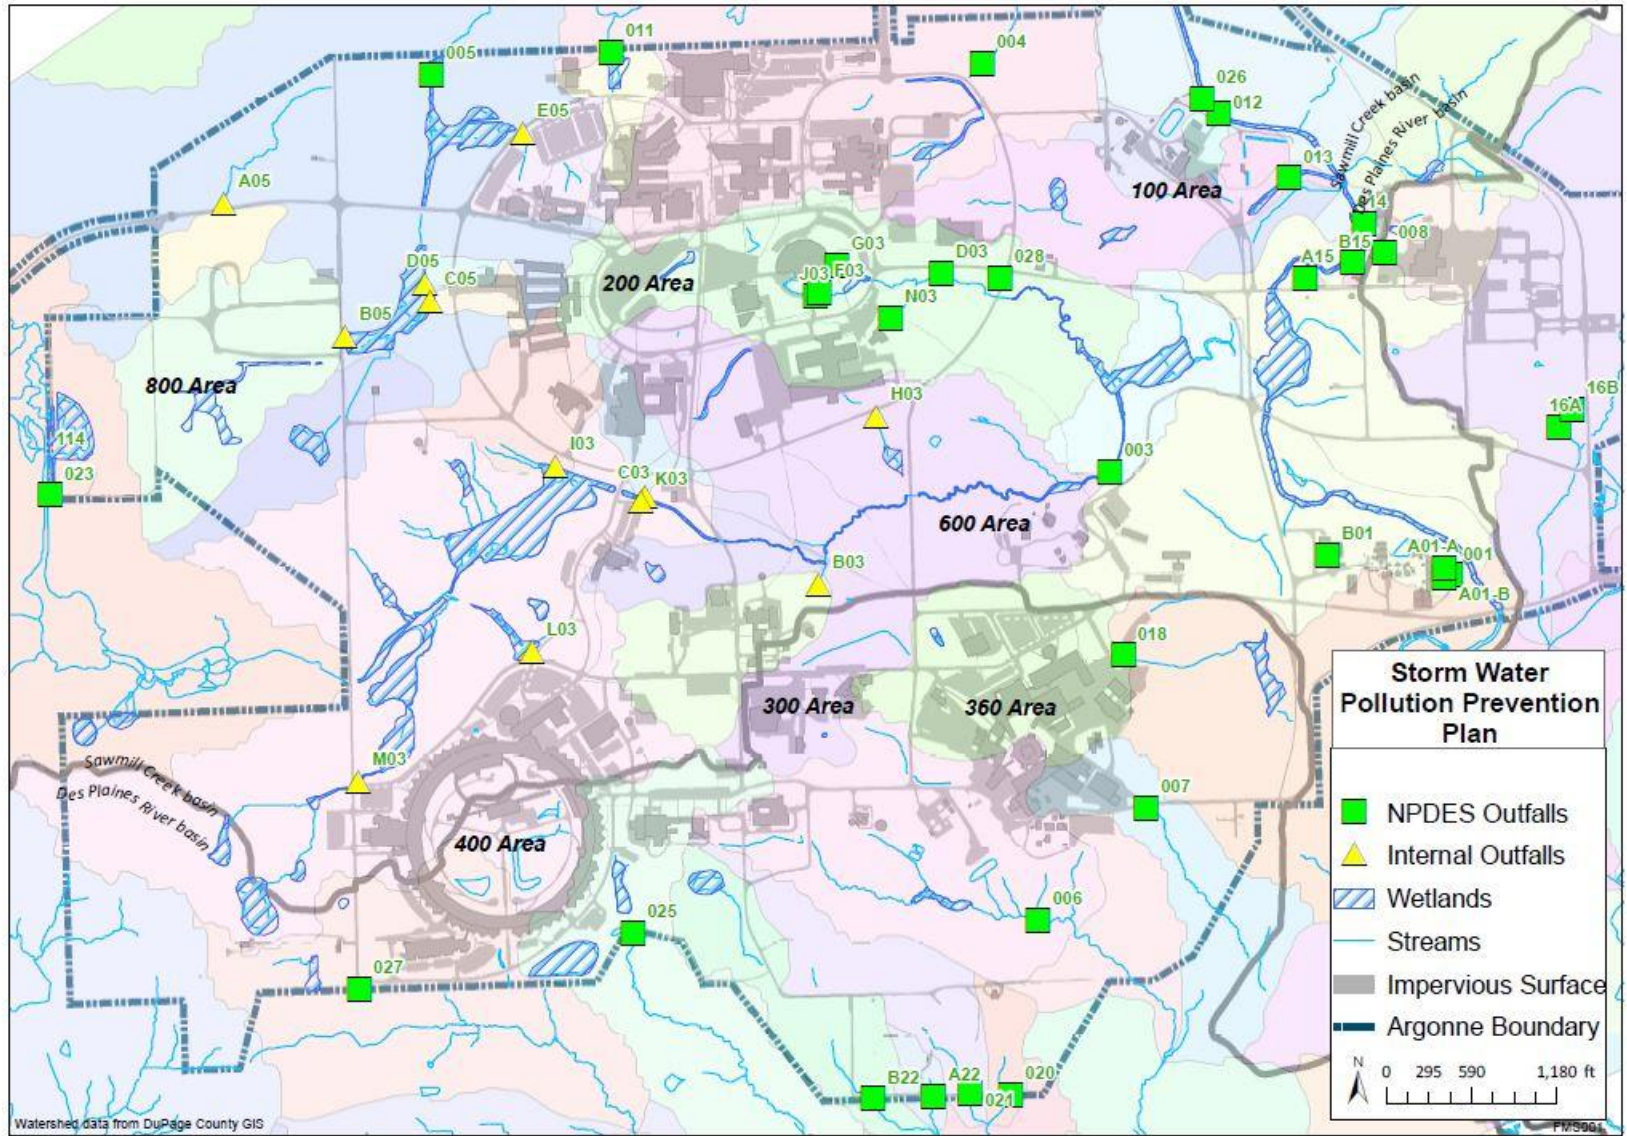 011
005
004
E05
026
012
Sawmill Creek basin
Des Plaines River basin
013
A05
100 Area
14
G03
D03
028
B15
008
A15
D05
C05
200 Area
J03
F03
N03
B05
800 Area
H03
16B
16A
114
023
I03
C03
K03
003
600 Area
B01
A01-A
001
B03
A01-B
L03
018
300 Area
360 Area
M03
Sawmill Creek basin
Des Plaines River basin
007
400 Area
006
025
027
B22
A22
020
021
Storm Water
Pollution Prevention
Plan
NPDES Outfalls
Internal Outfalls
Wetlands
Streams
Impervious Surface
Argonne Boundary
N
0 295 590 1,180 ft
Watershed data from DuPage County GIS
FMS001